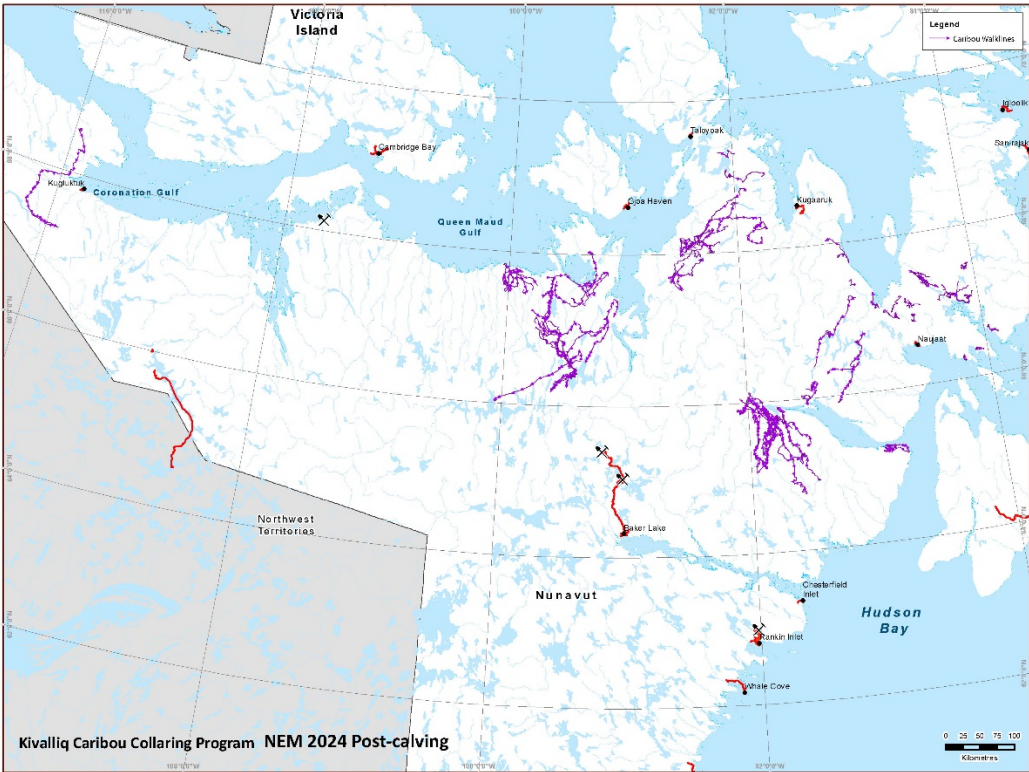 Victoria
Island
Legend
Caribou Walklines
Igloolik
Taloyoak
Sanirajak
Cambridge Bay
Kugluktuk
Coronation Gulf
Gjoa Haven
Kugaaruk
Queen Maud
Gulf
Naujaat
Northwest
Territories
Baker Lake
Nunavut
Chesterfield
Inlet
Hudson
Bay
Rankin Inlet
Whale Cove
Kivalliq Caribou Collaring Program NEM 2024 Post-calving
0 25 50 75 100
Kilometres